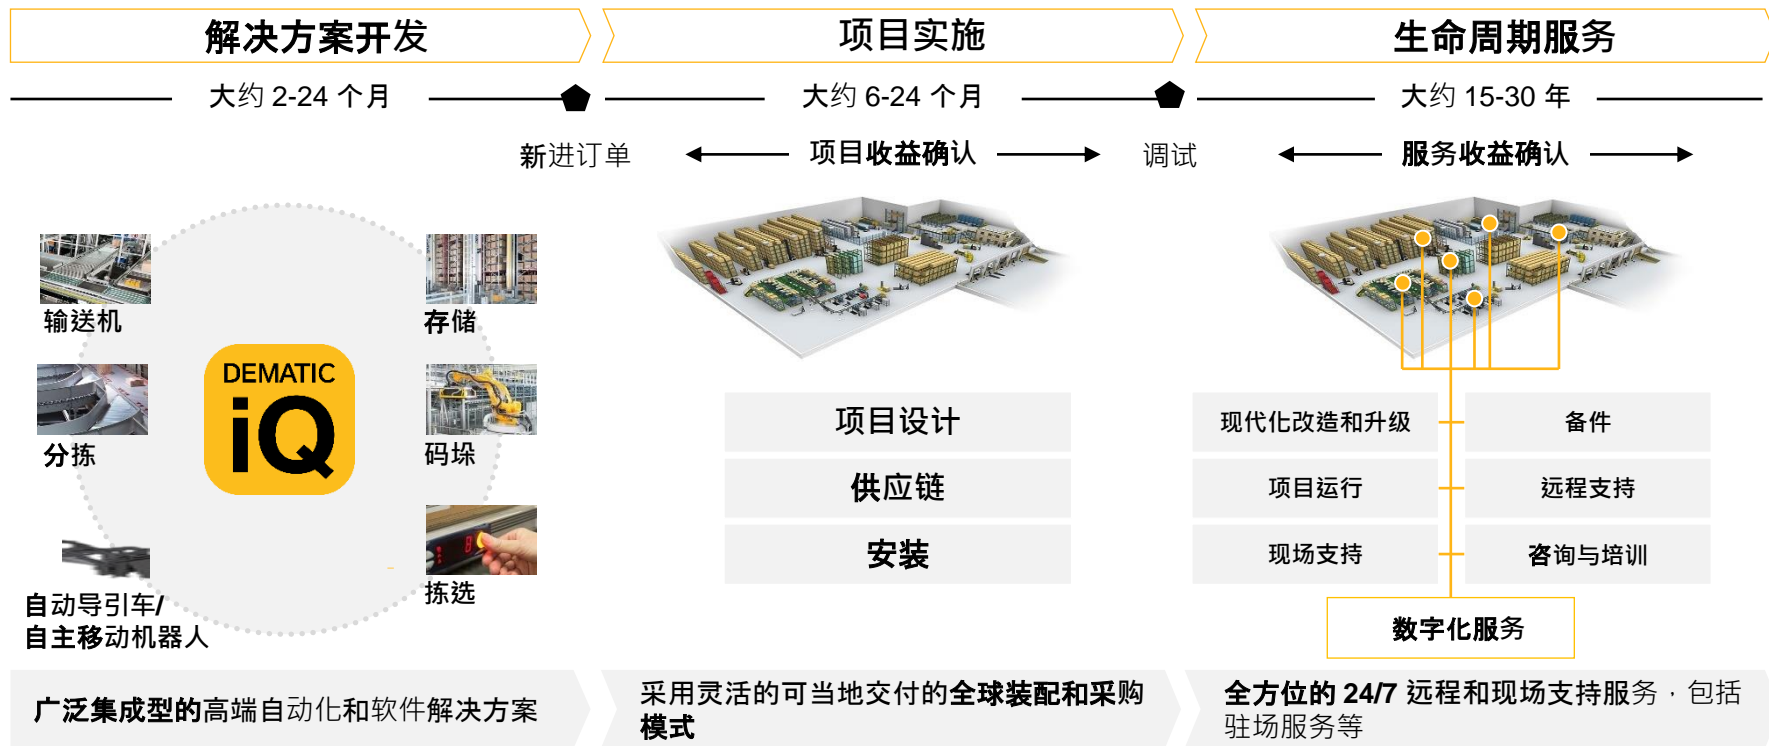 解决方案开发
项目实施
生命周期服务
大约 2-24 个月
大约 6-24 个月
大约 15-30 年
新进订单
项目收益确认
调试
服务收益确认
输送机
存储
DEMATIC
iQ
分拣
码垛
自动导引车/
自主移动机器人
拣选
项目设计
供应链
安装
现代化改造和升级
备件
项目运行
远程支持
现场支持
咨询与培训
数字化服务
广泛集成型的高端自动化和软件解决方案
采用灵活的可当地交付的全球装配和采购
模式
全方位的 24/7 远程和现场支持服务，包括
驻场服务等